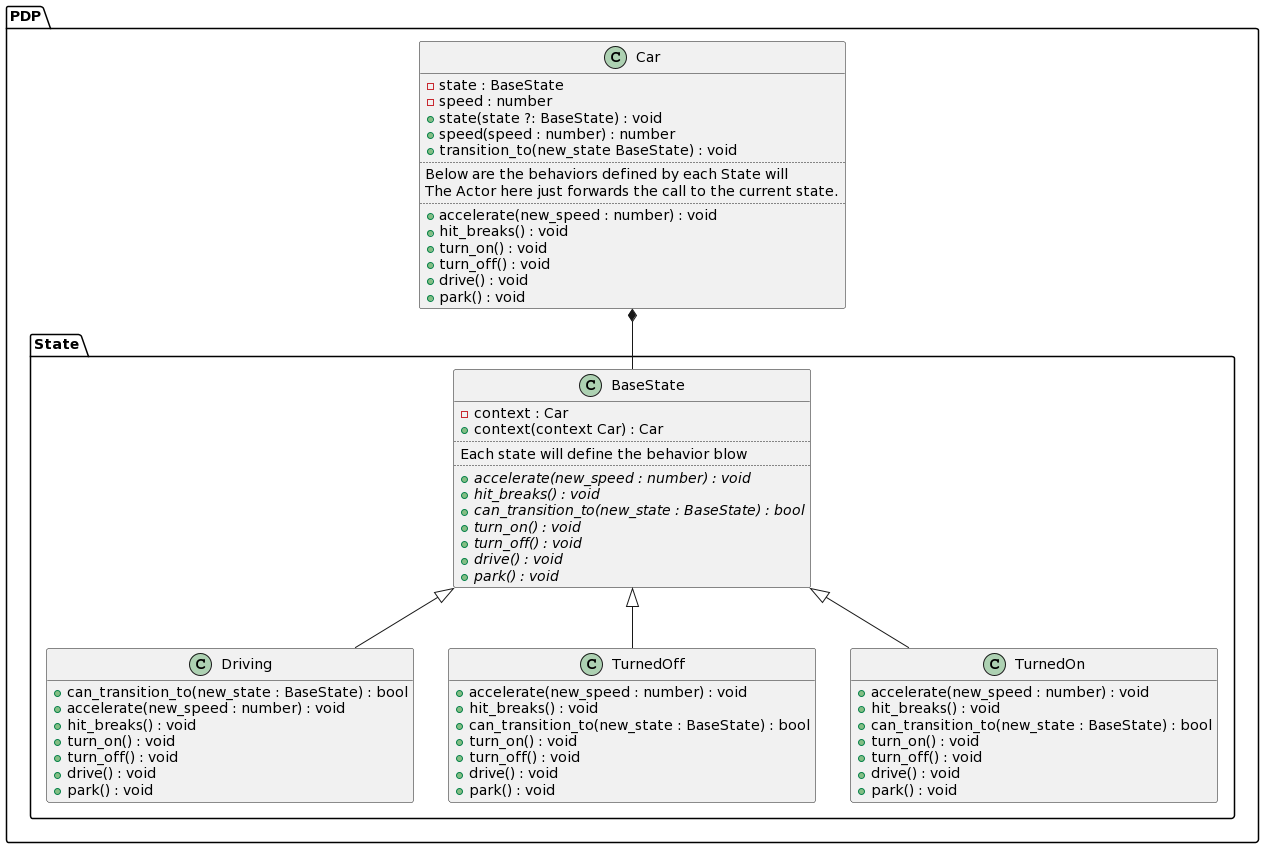 PDP
C Car
state : BaseState
speed : number
state(state ?: BaseState) : void
speed(speed : number) : number
transition_to(new_state BaseState) : void
Below are the behaviors defined by each State will
The Actor here just forwards the call to the current state.
accelerate(new_speed : number) : void
hit_breaks() : void
turn_on() : void
turn_off() : void
drive() : void
park() : void
State
C BaseState
context : Car
context(context Car) : Car
Each state will define the behavior blow
accelerate(new_speed : number) : void
hit_breaks() : void
can_transition_to(new_state : BaseState) : bool
turn_on() : void
turn_off() : void
drive() : void
park() : void
C Driving
can_transition_to(new_state : BaseState) : bool
accelerate(new_speed : number) : void
hit_breaks() : void
turn_on() : void
turn_off() : void
drive() : void
park() : void
C TurnedOff
accelerate(new_speed : number) : void
hit_breaks() : void
can_transition_to(new_state : BaseState) : bool
turn_on() : void
turn_off() : void
drive() : void
park() : void
C TurnedOn
accelerate(new_speed : number) : void
hit_breaks() : void
can_transition_to(new_state : BaseState) : bool
turn_on() : void
turn_off() : void
drive() : void
park() : void